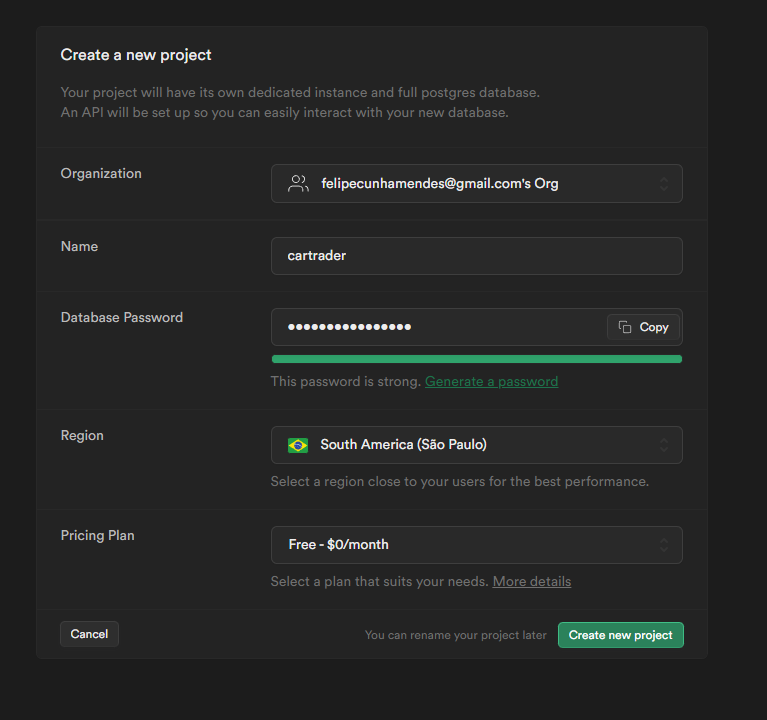 Create a new project
Your project will have its own dedicated instance and full postgres database.
An API will be set up so you can easily interact with your new database.
Organization
felipecunhamendes@gmail.com's Org
Name
cartrader
Database Password
••••••••••••••••
Copy
This password is strong. Generate a password
Region
South America (São Paulo)
Select a region close to your users for the best performance.
Pricing Plan
Free - $0/month
Select a plan that suits your needs. More details
Cancel
You can rename your project later
Create new project